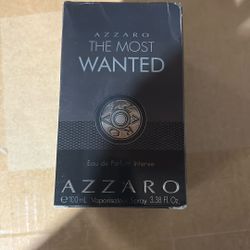 AZZARO
THE MOST
WANTED
Eau de Parfum Intense
AZZARO
℮100 mL Vaporisateur Spray 3.38 Fl. Oz.